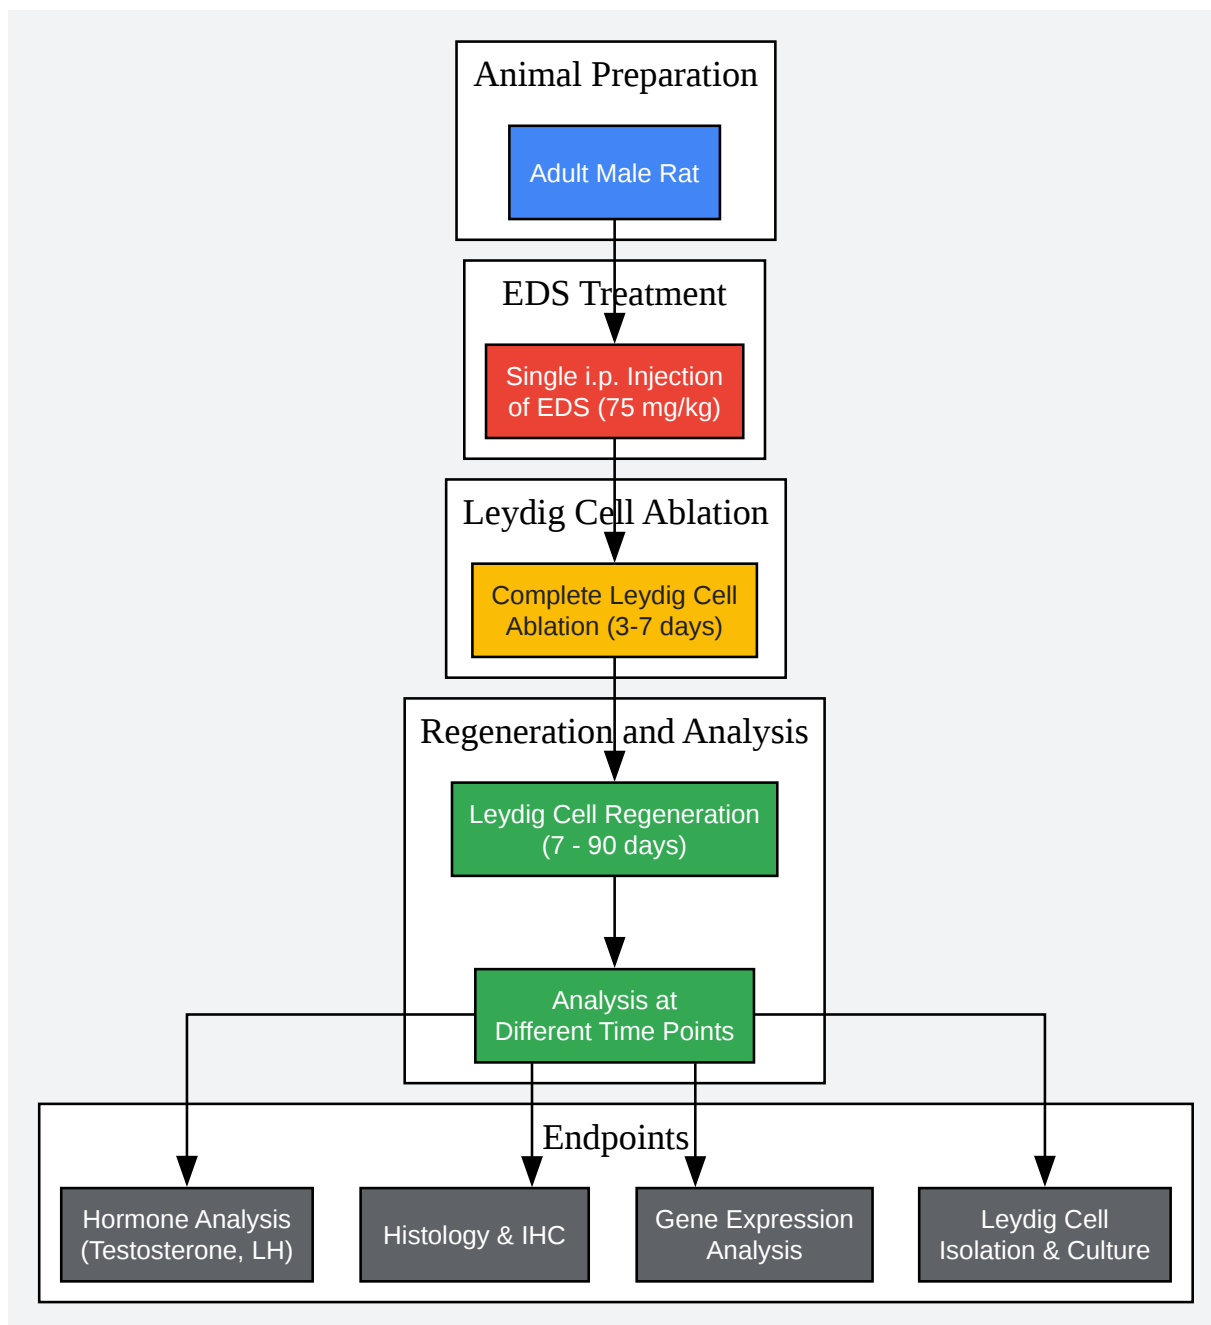 Animal Preparation
Adult Male Rat
EDS Treatment
Single i.p. Injection
of EDS (75 mg/kg)
Leydig Cell Ablation
Complete Leydig Cell
Ablation (3-7 days)
Regeneration and Analysis
Leydig Cell Regeneration
(7 - 90 days)
Analysis at
Different Time Points
Endpoints
Hormone Analysis
(Testosterone, LH)
Histology & IHC
Gene Expression
Analysis
Leydig Cell
Isolation & Culture